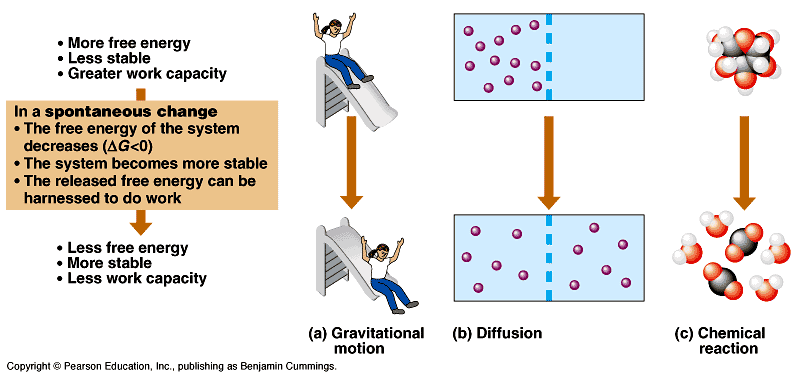 • More free energy
• Less stable
• Greater work capacity
In a spontaneous change
• The free energy of the system
decreases (ΔG<0)
• The system becomes more stable
• The released free energy can be
harnessed to do work
• Less free energy
• More stable
• Less work capacity
(a) Gravitational
motion
(b) Diffusion
(c) Chemical
reaction
Copyright © Pearson Education, Inc., publishing as Benjamin Cummings.